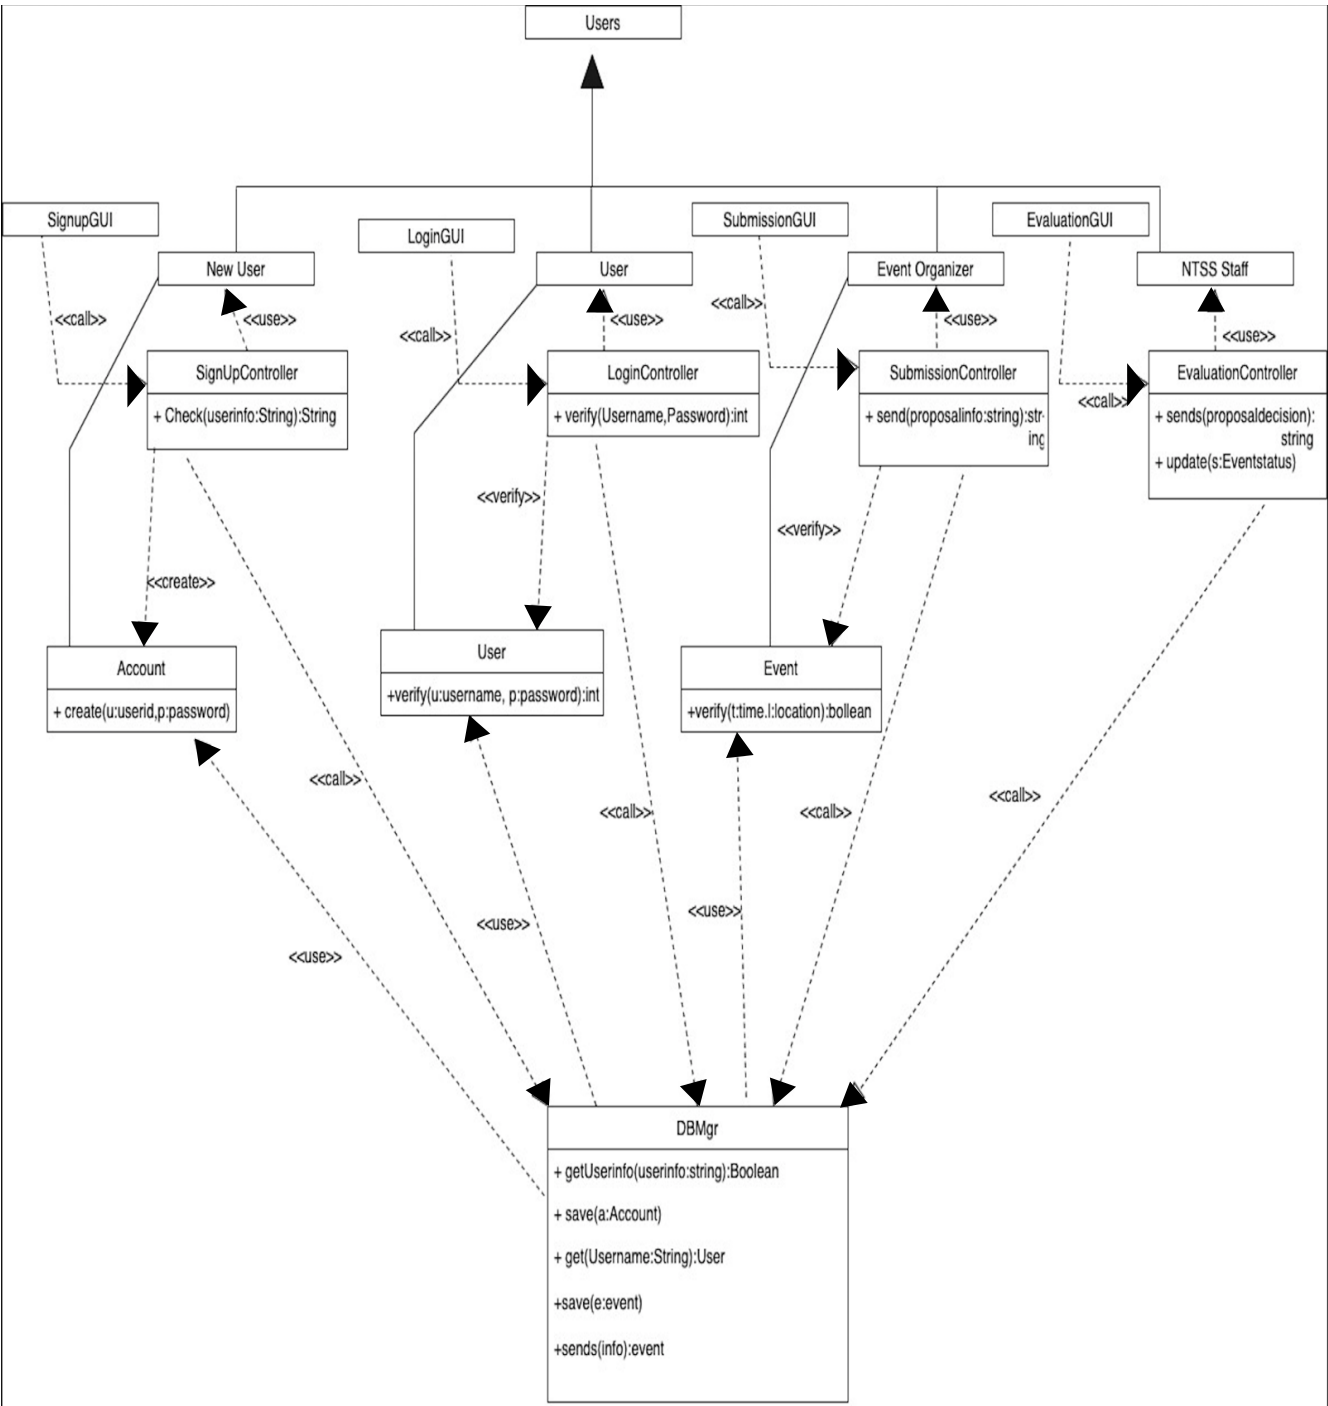 Users
SignupGUI
LoginGUI
SubmissionGUI
EvaluationGUI
New User
User
Event Organizer
NTSS Staff
<<call>>
<<use>>
<<call>>
<<use>>
<<call>>
<<use>>
<<call>>
<<use>>
SignUpController
+ Check(userinfo:String):String
LoginController
+ verify(Username,Password):int
SubmissionController
+ send(proposalinfo:string):str-
ing
EvaluationController
+ sends(proposaldecision):
string
+ update(s:Eventstatus)
<<create>>
<<verify>>
<<verify>>
Account
+ create(u:userid,p:password)
User
+verify(u:username, p:password):int
Event
+verify(t:time.l:location):bollean
<<call>>
<<call>>
<<call>>
<<call>>
<<use>>
<<use>>
<<use>>
DBMgr
+ getUserinfo(userinfo:string):Boolean
+ save(a:Account)
+ get(Username:String):User
+save(e:event)
+sends(info):event